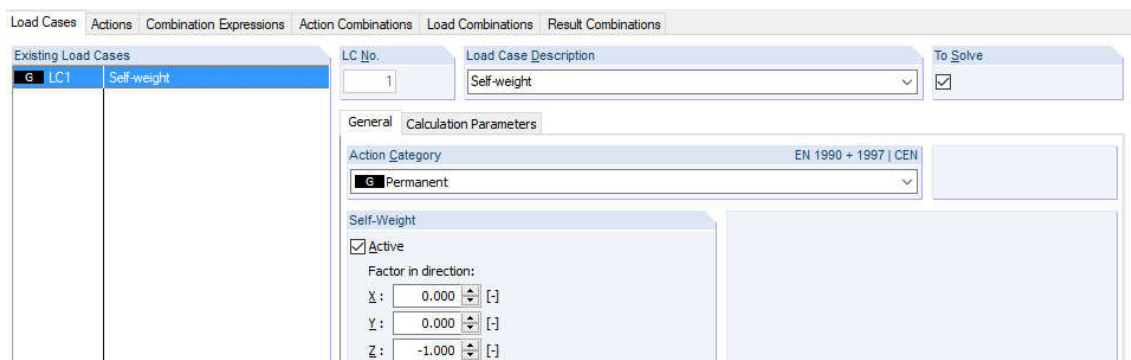 Load Cases Actions Combination Expressions Action Combinations Load Combinations Result Combinations
Existing Load Cases
G LC1 Self-weight
LC No.
1
Load Case Description
Self-weight
To Solve
General Calculation Parameters
Action Category EN 1990 + 1997 | CEN
G Permanent
Self-Weight
Active
Factor in direction:
X: 0.000 [-]
Y: 0.000 [-]
Z: -1.000 [-]